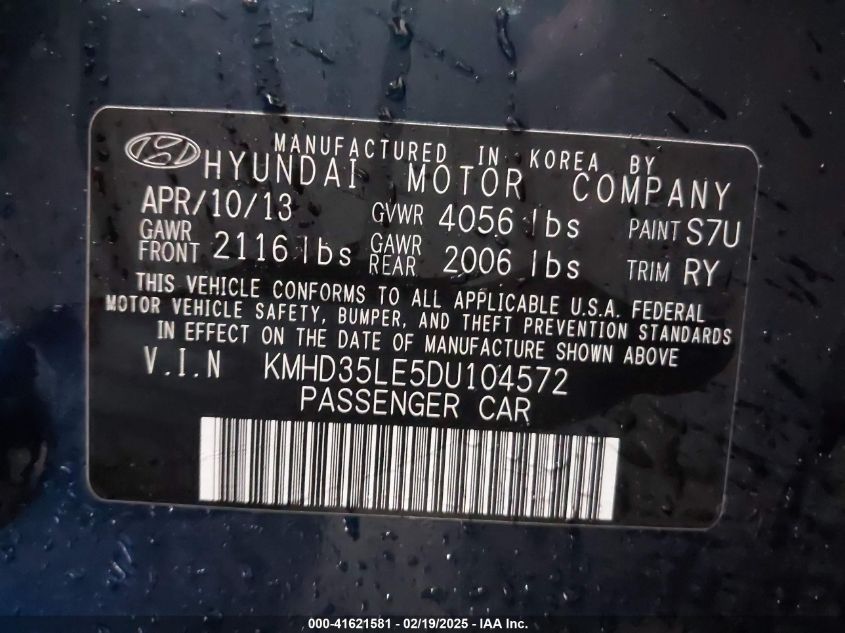 MANUFACTURED IN KOREA BY
HYUNDAI MOTOR COMPANY
APR/10/13 GVWR 4056 lbs PAINT S7U
GAWR FRONT 2116 lbs GAWR REAR 2006 lbs TRIM RY
THIS VEHICLE CONFORMS TO ALL APPLICABLE U.S.A. FEDERAL
MOTOR VEHICLE SAFETY, BUMPER, AND THEFT PREVENTION STANDARDS
IN EFFECT ON THE DATE OF MANUFACTURE SHOWN ABOVE
V.I.N KMHD35LE5DU104572
PASSENGER CAR
000-41621581 - 02/19/2025 - IAA Inc.